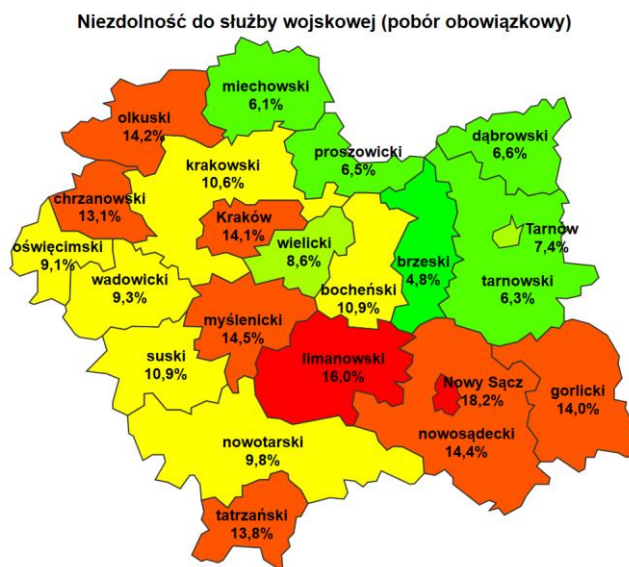 Niezdolność do służby wojskowej (pobór obowiązkowy)
miechowski
6,1%
olkuski
14,2%
proszowicki
6,5%
dąbrowski
6,6%
krakowski
10,6%
chrzanowski
13,1%
Kraków
14,1%
Tarnów
7,4%
oświęcimski
9,1%
wielicki
8,6%
brzeski
4,8%
wadowicki
9,3%
bocheński
10,9%
tarnowski
6,3%
myślenicki
14,5%
suski
10,9%
limanowski
16,0%
Nowy Sącz
18,2%
gorlicki
14,0%
nowotarski
9,8%
nowosądecki
14,4%
tatrzański
13,8%